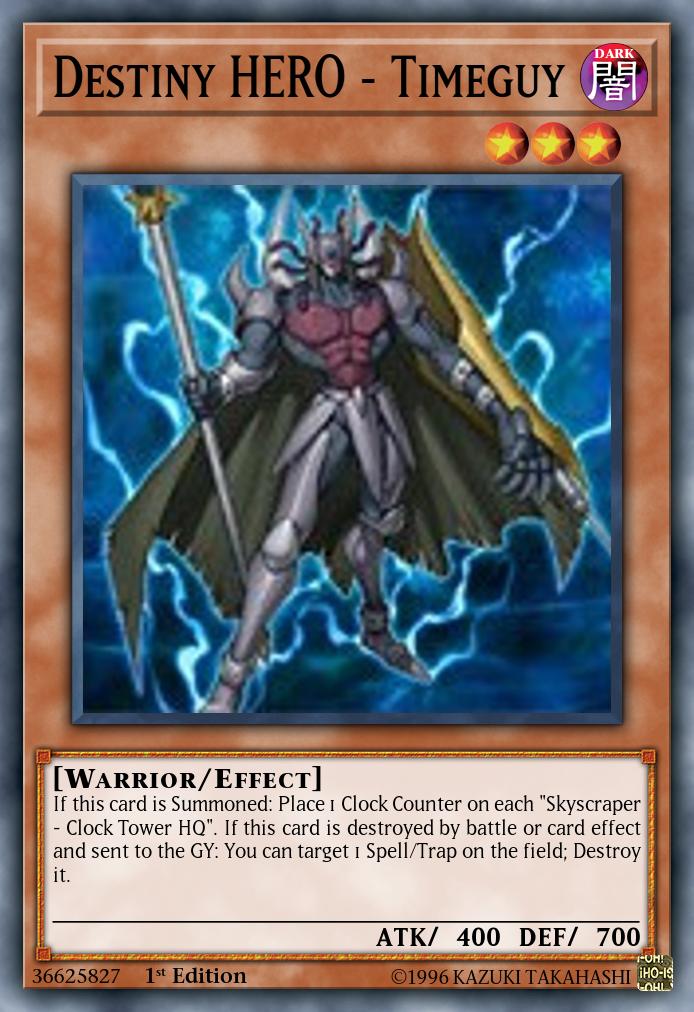 Destiny HERO - Timeguy
DARK
闇
[Warrior/Effect]
If this card is Summoned: Place 1 Clock Counter on each "Skyscraper
- Clock Tower HQ". If this card is destroyed by battle or card effect
and sent to the GY: You can target 1 Spell/Trap on the field; Destroy
it.
ATK/ 400 DEF/ 700
36625827 1st Edition ©1996 KAZUKI TAKAHASHI